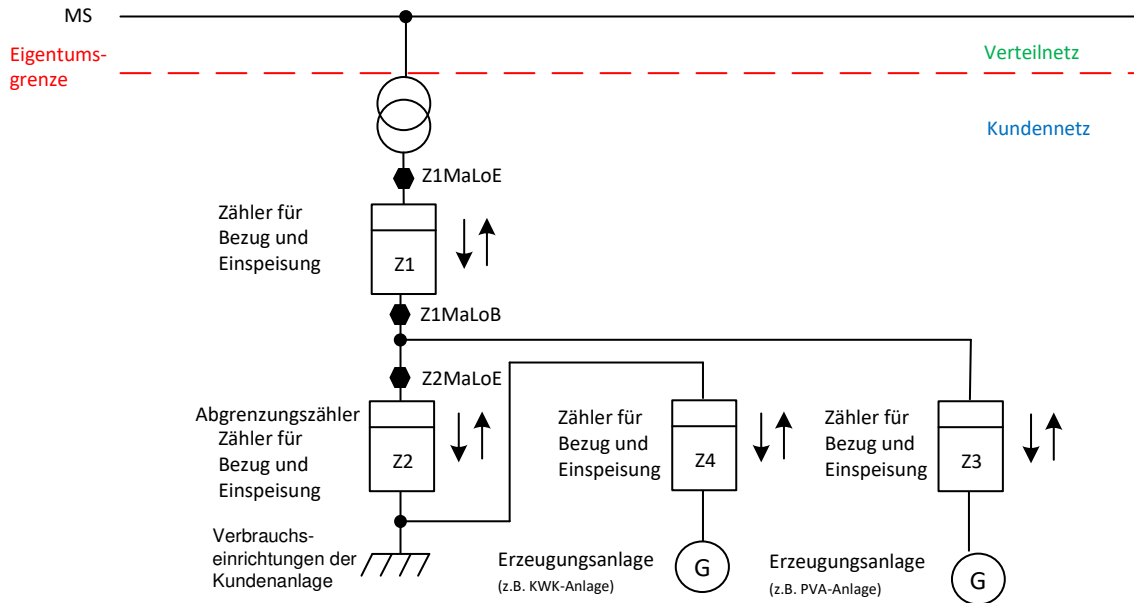 MS
Eigentums-
grenze
Verteilnetz
Kundennetz
Z1MaLoE
Zähler für
Bezug und
Einspeisung
Z1
Z1MaLoB
Z2MaLoE
Abgrenzungszähler
Zähler für
Bezug und
Einspeisung
Z2
Zähler für
Bezug und
Einspeisung
Z4
Zähler für
Bezug und
Einspeisung
Z3
Verbrauchs-
einrichtungen der
Kundenanlage
Erzeugungsanlage
(z.B. KWK-Anlage)
G
Erzeugungsanlage
(z.B. PVA-Anlage)
G